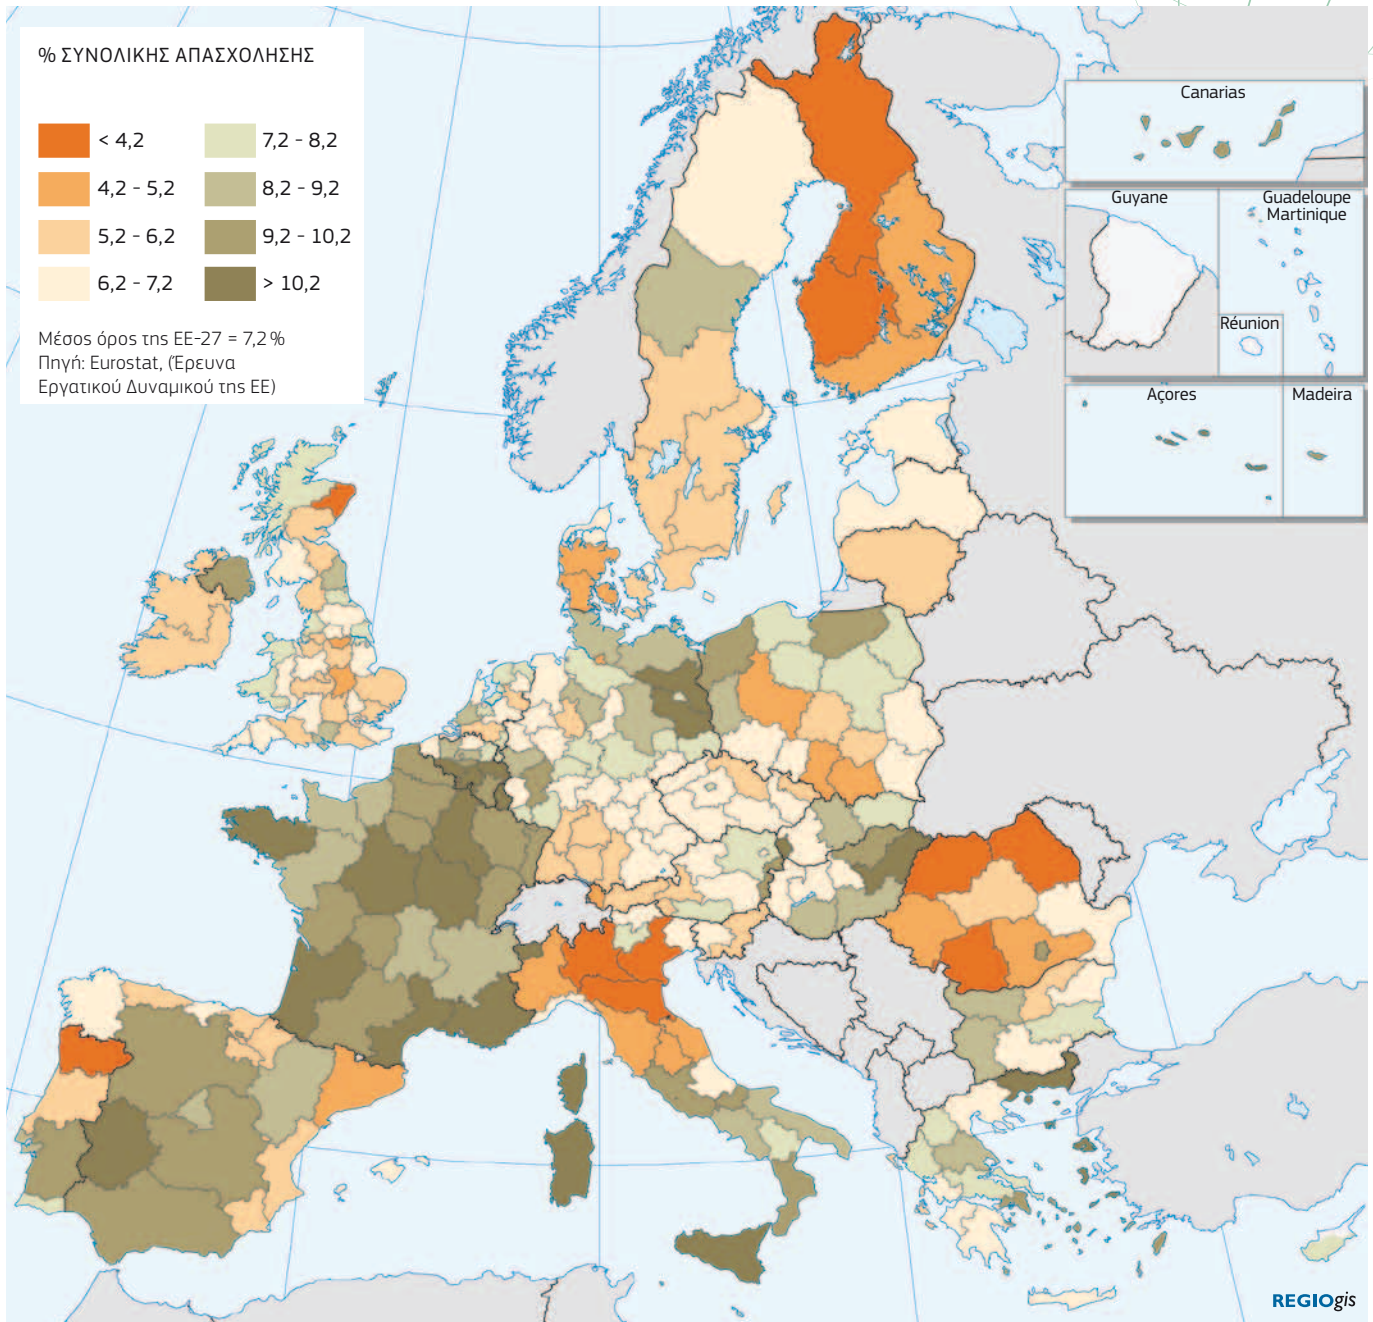 % ΣΥΝΟΛΙΚΗΣ ΑΠΑΣΧΟΛΗΣΗΣ
< 4,2
4,2 - 5,2
5,2 - 6,2
6,2 - 7,2
7,2 - 8,2
8,2 - 9,2
9,2 - 10,2
> 10,2
Μέσος όρος της ΕΕ-27 = 7,2 %
Πηγή: Eurostat, (Έρευνα
Εργατικού Δυναμικού της ΕΕ)
Canarias
Guyane
Guadeloupe
Martinique
Réunion
Açores
Madeira
REGIOgis